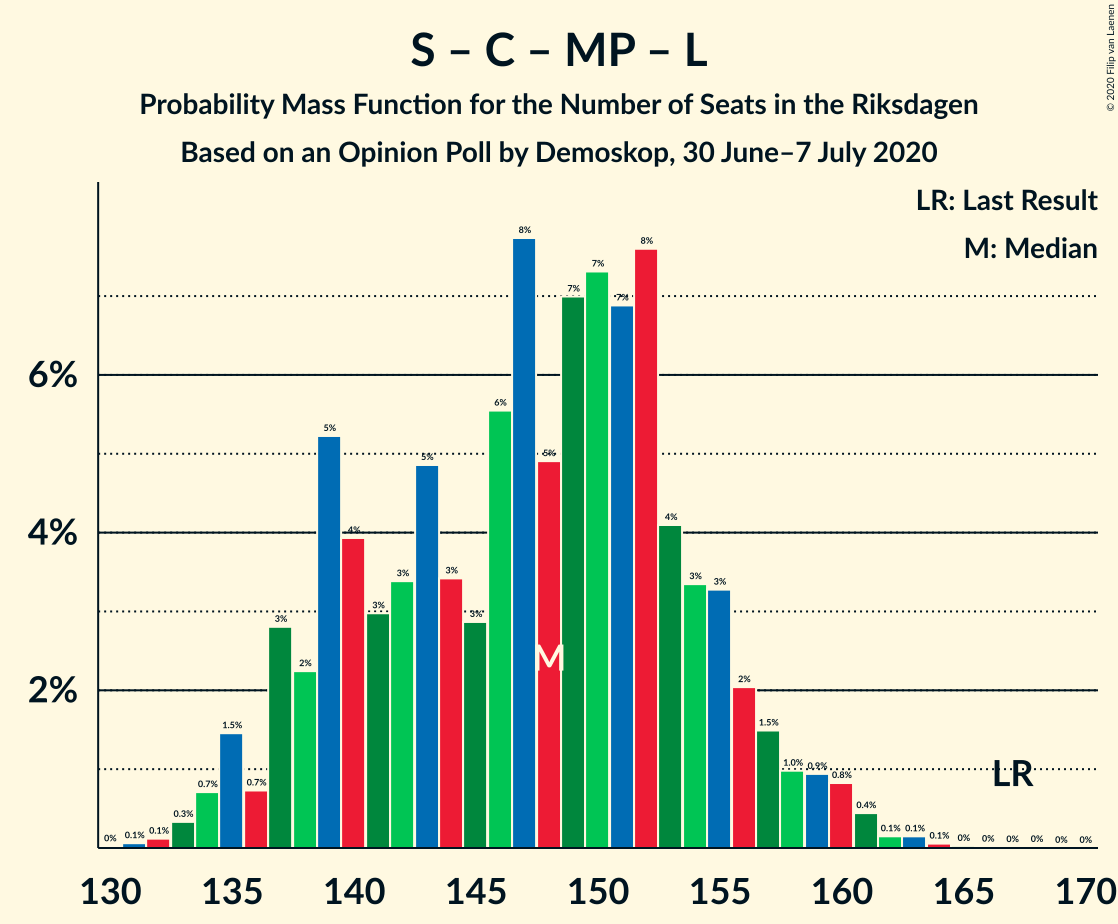 S – C – MP – L
Probability Mass Function for the Number of Seats in the Riksdagen
Based on an Opinion Poll by Demoskop, 30 June–7 July 2020
© 2020 Filip van Laenen
LR: Last Result
M: Median
6%
4%
2%
0% 0.1% 0.1% 0.3% 0.7% 1.5% 0.7% 3% 2% 5% 4% 3% 3% 5% 3% 3% 6% 8% 5% 7% 7% 7% 8% 4% 3% 3% 2% 1.5% 1.0% 0.9% 0.8% 0.4% 0.1% 0.1% 0.1% 0% 0% 0% 0% 0% 0%
M
LR
130 135 140 145 150 155 160 165 170